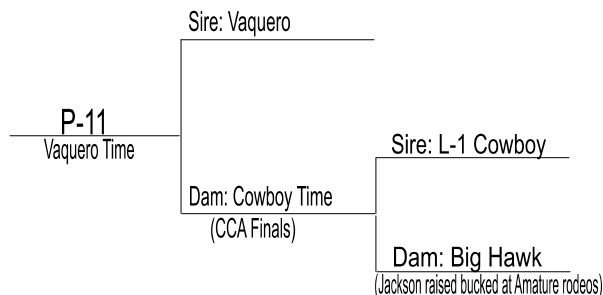 Sire: Vaquero
P-11
Vaquero Time
Sire: L-1 Cowboy
Dam: Cowboy Time
(CCA Finals)
Dam: Big Hawk
(Jackson raised bucked at Amature rodeos)